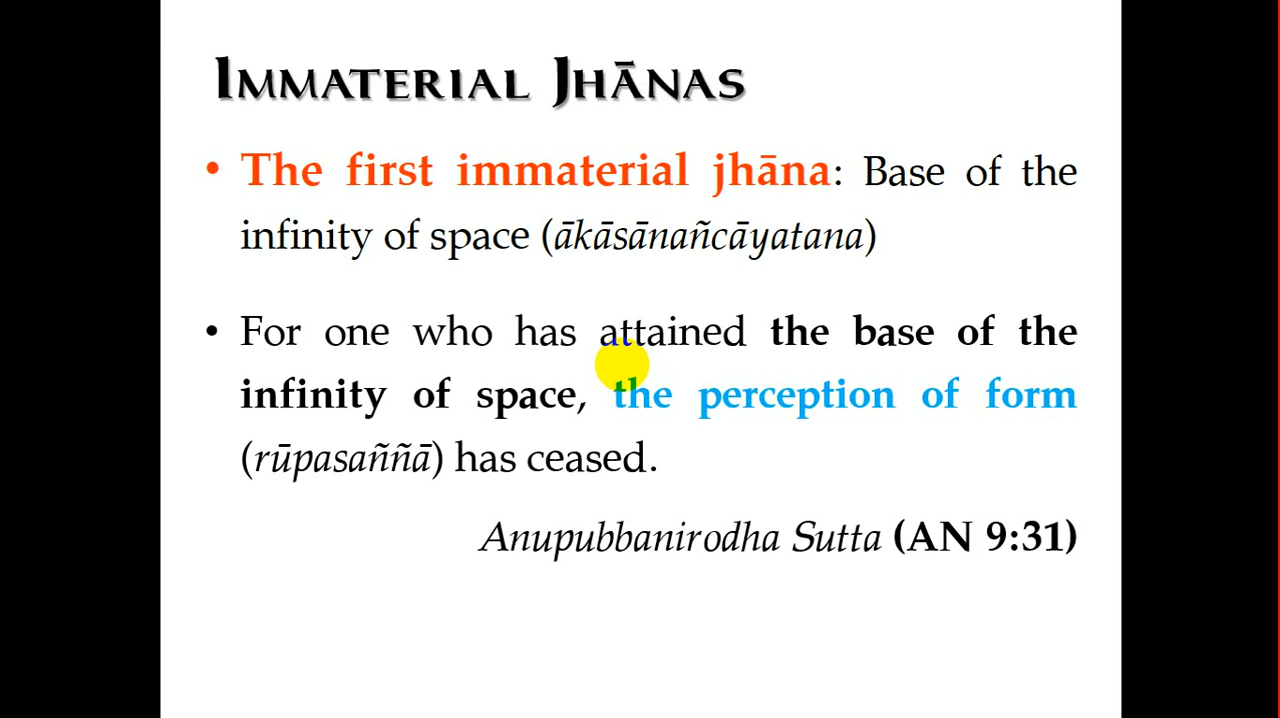 IMMATERIAL JHĀNAS
• The first immaterial jhāna: Base of the
infinity of space (ākāsānañcāyatana)
• For one who has attained the base of the
infinity of space, the perception of form
(rūpasaññā) has ceased.
Anupubbanirodha Sutta (AN 9:31)